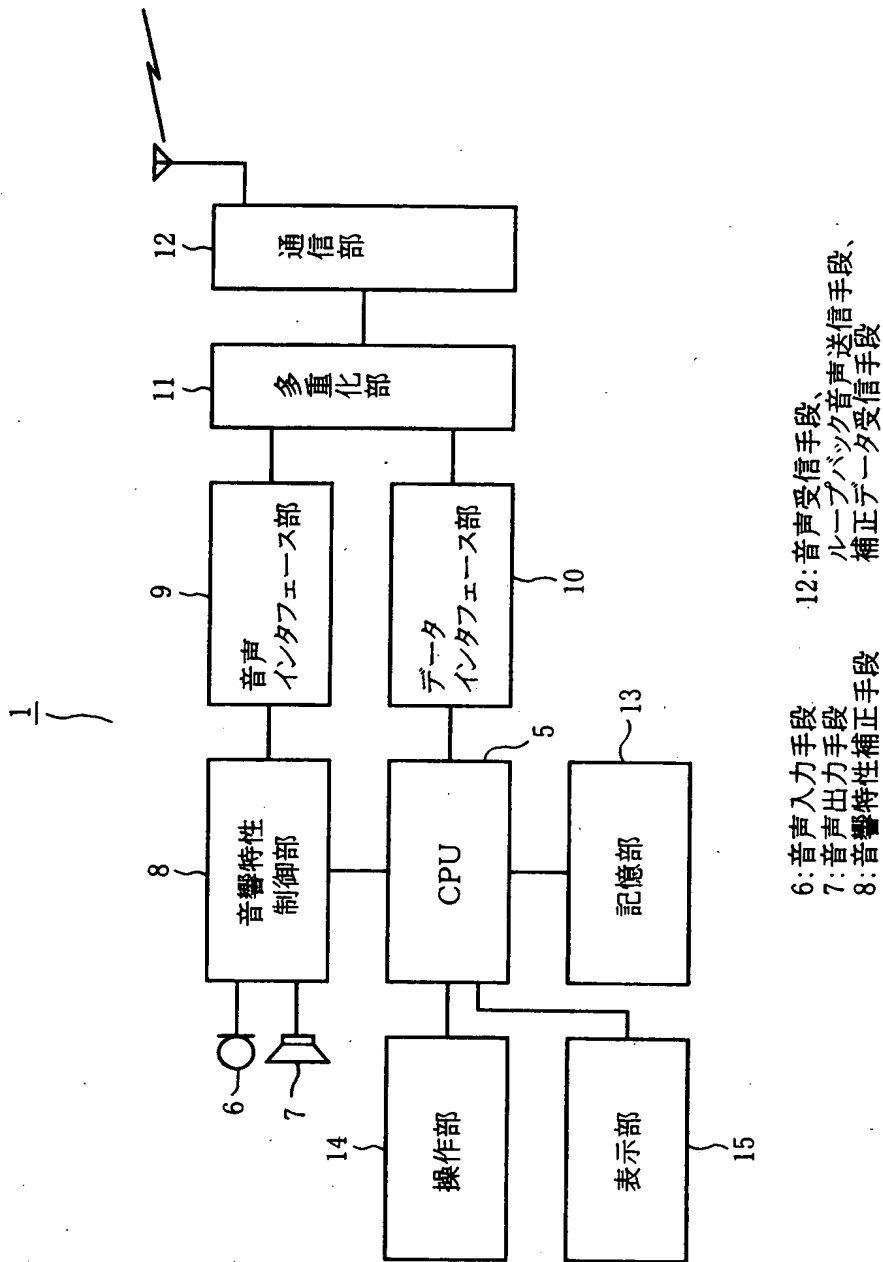 1
6
7
8
音響特性
制御部
9
音声
インタフェース部
11
多重化部
12
通信部
14
操作部
CPU
5
データ
インタフェース部
10
15
表示部
記憶部
13
6:音声入力手段
7:音声出力手段
8:音響特性補正手段
12:音声受信手段、
ループバック音声送信手段、
補正データ受信手段